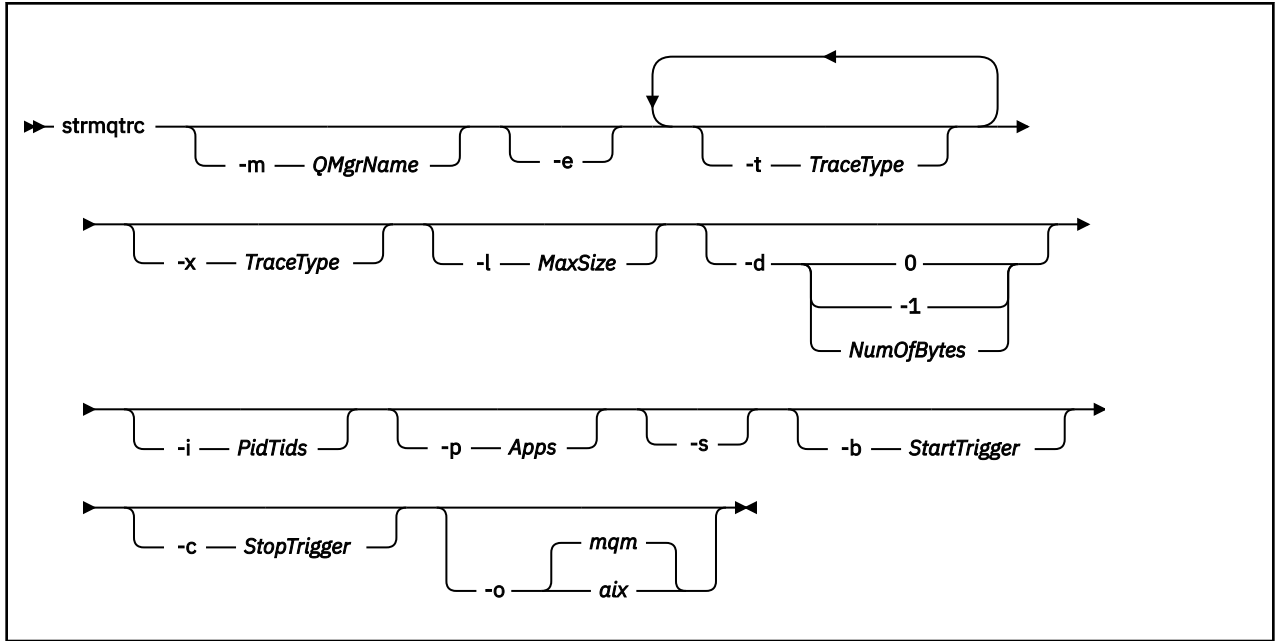 strmqtrc
-m QMgrName -e -t TraceType
-x TraceType -l MaxSize -d 0
-1
NumOfBytes
-i PidTids -p Apps -s -b StartTrigger
-c StopTrigger mqm
-o aix